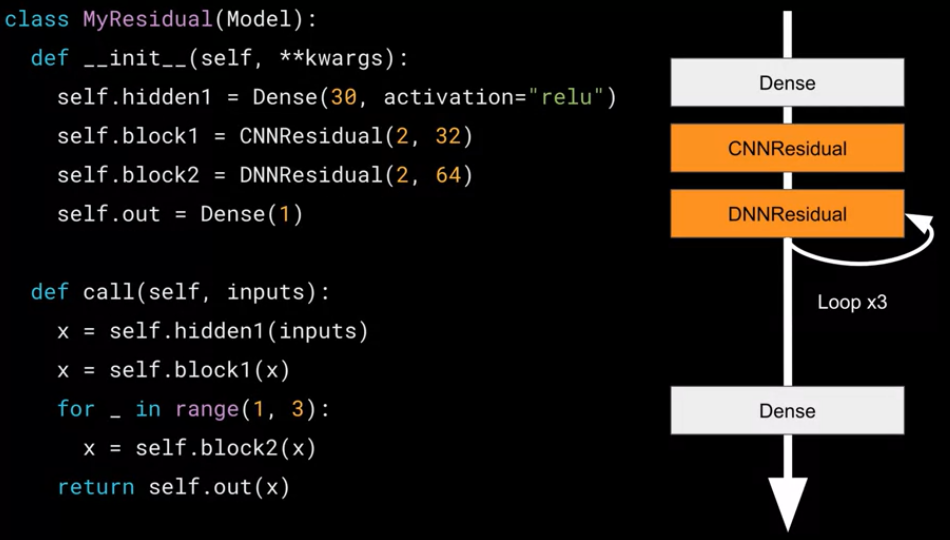 class MyResidual(Model):
  def __init__(self, **kwargs):
    self.hidden1 = Dense(30, activation="relu")
    self.block1 = CNNResidual(2, 32)
    self.block2 = DNNResidual(2, 64)
    self.out = Dense(1)
  def call(self, inputs):
    x = self.hidden1(inputs)
    x = self.block1(x)
    for _ in range(1, 3):
      x = self.block2(x)
    return self.out(x)
Dense
CNNResidual
DNNResidual
Loop x3
Dense